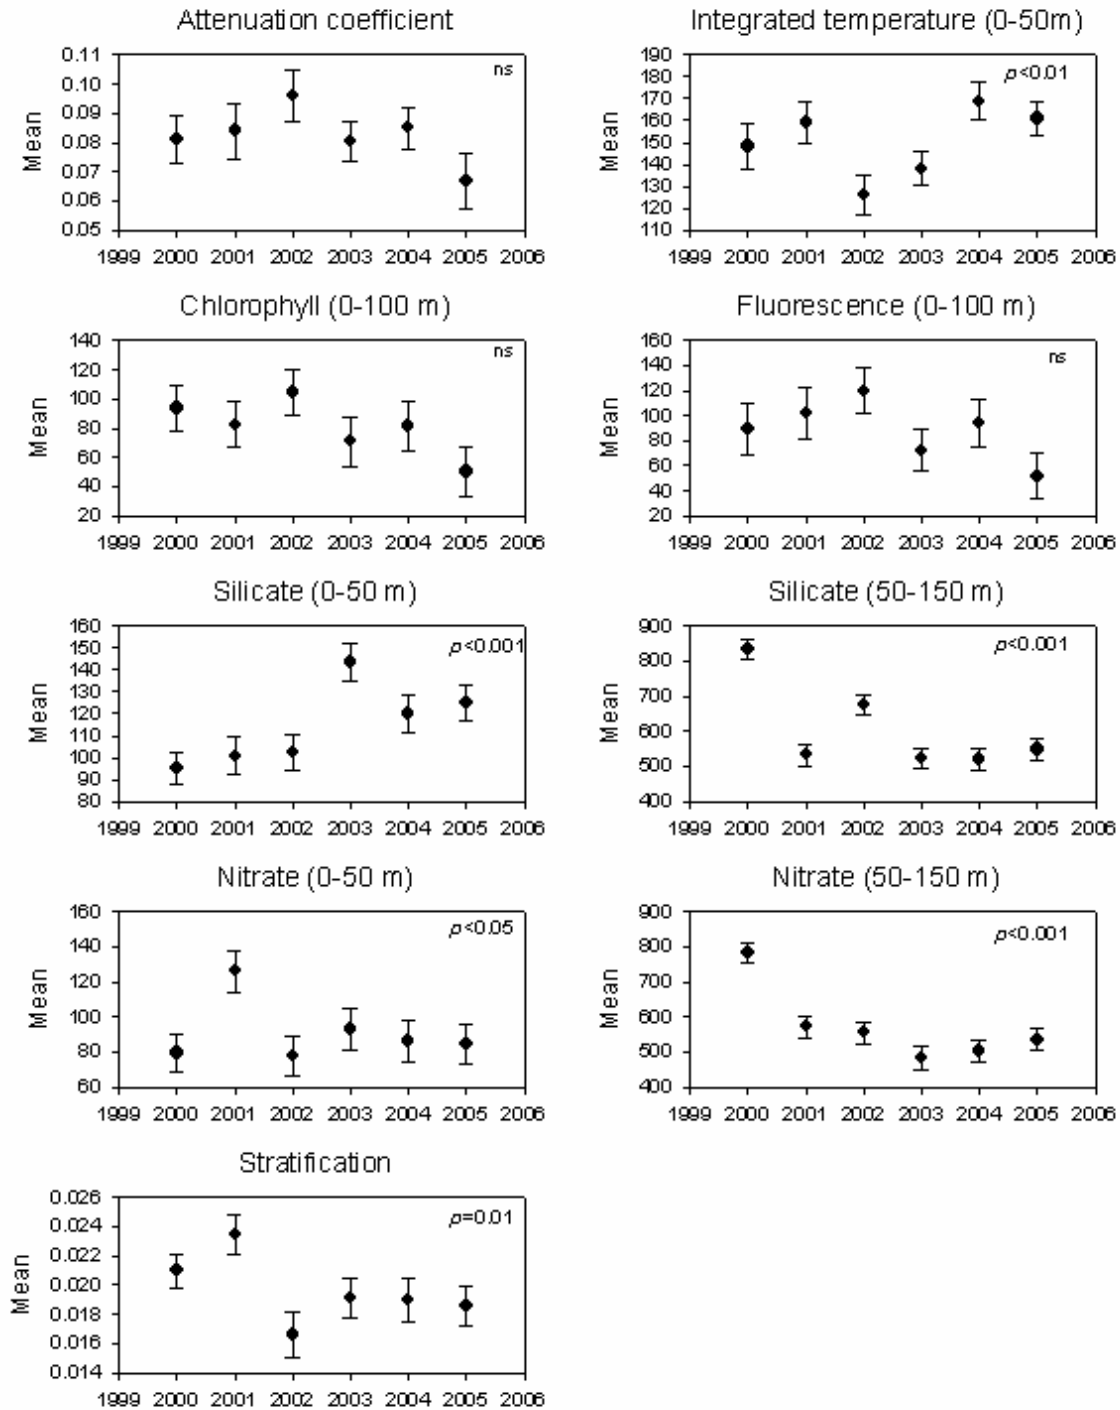 Attenuation coefficient
ns
0.11
0.10
0.09
0.08
0.07
0.06
0.05
Mean
1999 2000 2001 2002 2003 2004 2005 2006
Integrated temperature (0-50m)
p<0.01
190
180
170
160
150
140
130
120
110
Mean
1999 2000 2001 2002 2003 2004 2005 2006
Chlorophyll (0-100 m)
ns
140
120
100
80
60
40
20
Mean
1999 2000 2001 2002 2003 2004 2005 2006
Fluorescence (0-100 m)
ns
160
140
120
100
80
60
40
20
Mean
1999 2000 2001 2002 2003 2004 2005 2006
Silicate (0-50 m)
p<0.001
160
150
140
130
120
110
100
90
80
Mean
1999 2000 2001 2002 2003 2004 2005 2006
Silicate (50-150 m)
p<0.001
900
800
700
600
500
400
Mean
1999 2000 2001 2002 2003 2004 2005 2006
Nitrate (0-50 m)
p<0.05
160
140
120
100
80
60
Mean
1999 2000 2001 2002 2003 2004 2005 2006
Nitrate (50-150 m)
p<0.001
900
800
700
600
500
400
Mean
1999 2000 2001 2002 2003 2004 2005 2006
Stratification
p=0.01
0.026
0.024
0.022
0.020
0.018
0.016
0.014
Mean
1999 2000 2001 2002 2003 2004 2005 2006